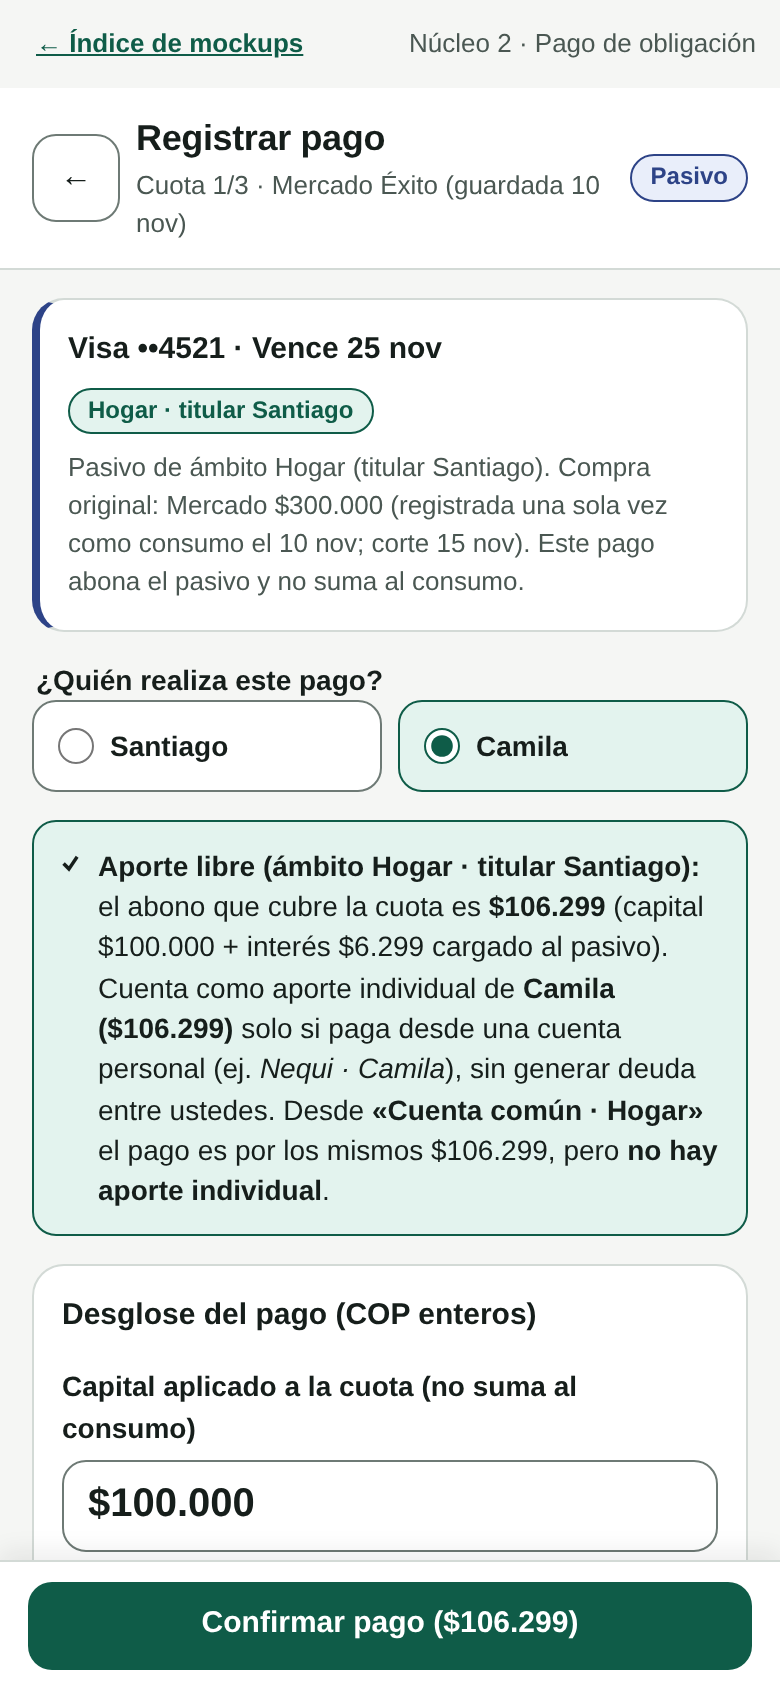 ← Índice de mockups
Núcleo 2 · Pago de obligación
←
Registrar pago
Cuota 1/3 · Mercado Éxito (guardada 10
nov)
Pasivo
Visa ••4521 · Vence 25 nov
Hogar · titular Santiago
Pasivo de ámbito Hogar (titular Santiago). Compra
original: Mercado $300.000 (registrada una sola vez
como consumo el 10 nov; corte 15 nov). Este pago
abona el pasivo y no suma al consumo.
¿Quién realiza este pago?
Santiago
Camila
✓ Aporte libre (ámbito Hogar · titular Santiago):
el abono que cubre la cuota es $106.299 (capital
$100.000 + interés $6.299 cargado al pasivo).
Cuenta como aporte individual de Camila
($106.299) solo si paga desde una cuenta
personal (ej. Nequi · Camila), sin generar deuda
entre ustedes. Desde «Cuenta común · Hogar»
el pago es por los mismos $106.299, pero no hay
aporte individual.
Desglose del pago (COP enteros)
Capital aplicado a la cuota (no suma al
consumo)
$100.000
Confirmar pago ($106.299)